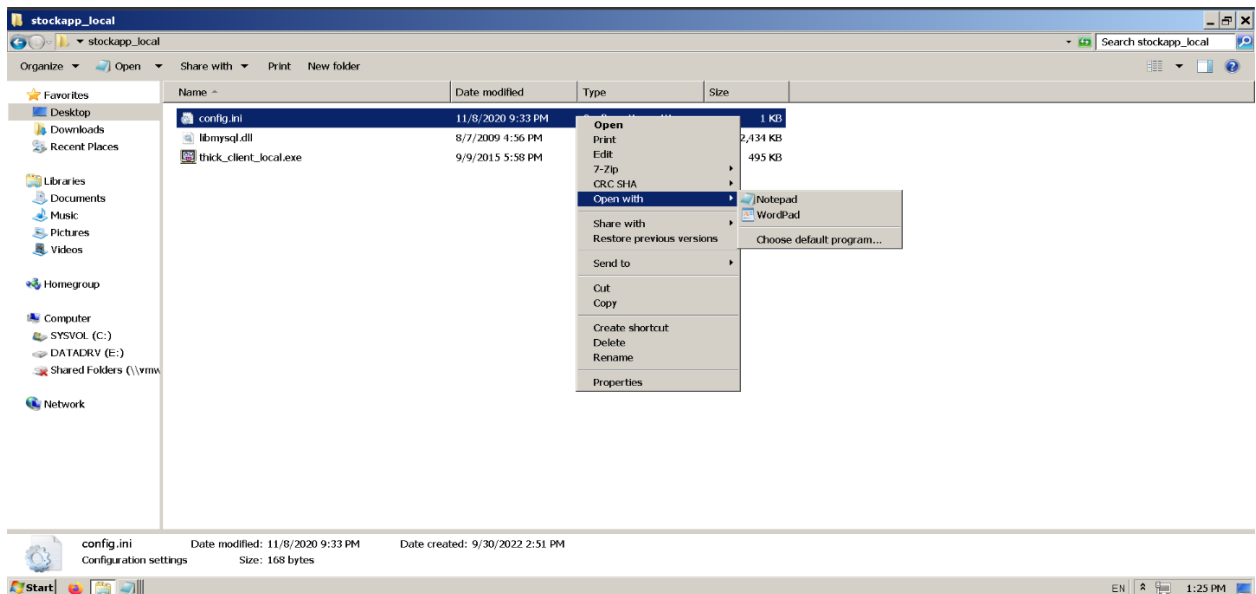 stockapp_local
stockapp_local
Search stockapp_local
Organize
Open
Share with
Print
New folder
Favorites
Desktop
Downloads
Recent Places
Libraries
Documents
Music
Pictures
Videos
Homegroup
Computer
SYSVOL (C:)
DATADRV (E:)
Shared Folders (\\vmw
Network
Name
Date modified
Type
Size
config.ini
11/8/2020 9:33 PM
1 KB
libmysql.dll
8/7/2009 4:56 PM
2,434 KB
thick_client_local.exe
9/9/2015 5:58 PM
495 KB
Open
Print
Edit
7-Zip
CRC SHA
Open with
Share with
Restore previous versions
Send to
Cut
Copy
Create shortcut
Delete
Rename
Properties
Notepad
WordPad
Choose default program...
config.ini
Date modified: 11/8/2020 9:33 PM
Date created: 9/30/2022 2:51 PM
Configuration settings
Size: 168 bytes
Start
EN
1:25 PM